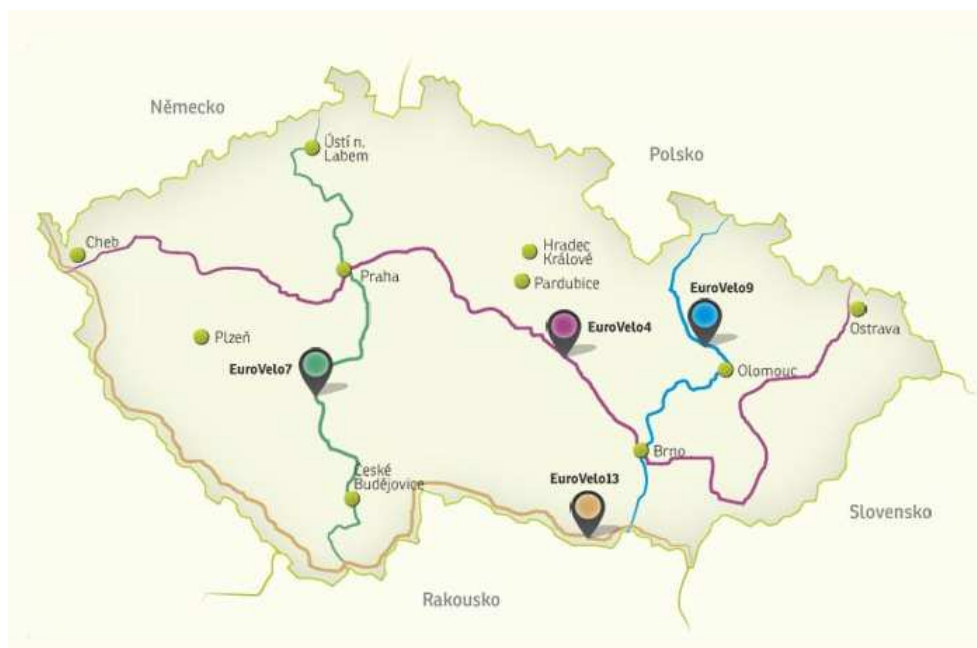 Německo
Ústí n.
Labem
Polsko
Cheb
Hradec
Králové
Praha
Pardubice
EuroVelo9
EuroVelo4
Ostrava
Plzeň
EuroVelo7
Olomouc
Brno
České
Budějovice
EuroVelo13
Slovensko
Rakousko